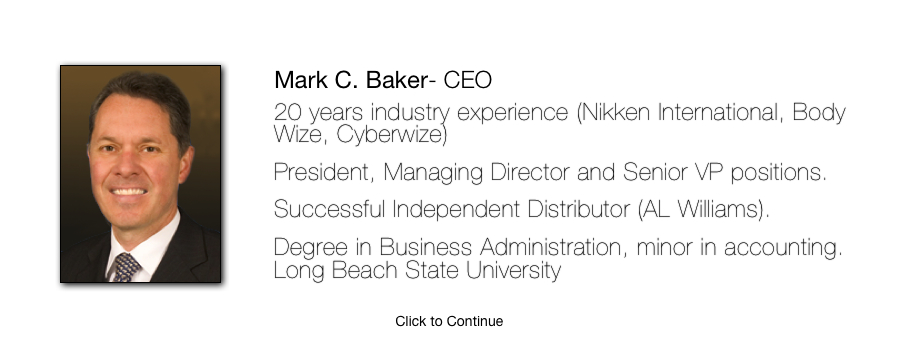 Mark C. Baker- CEO
20 years industry experience (Nikken International, Body
Wize, Cyberwize)
President, Managing Director and Senior VP positions.
Successful Independent Distributor (AL Williams).
Degree in Business Administration, minor in accounting.
Long Beach State University
Click to Continue